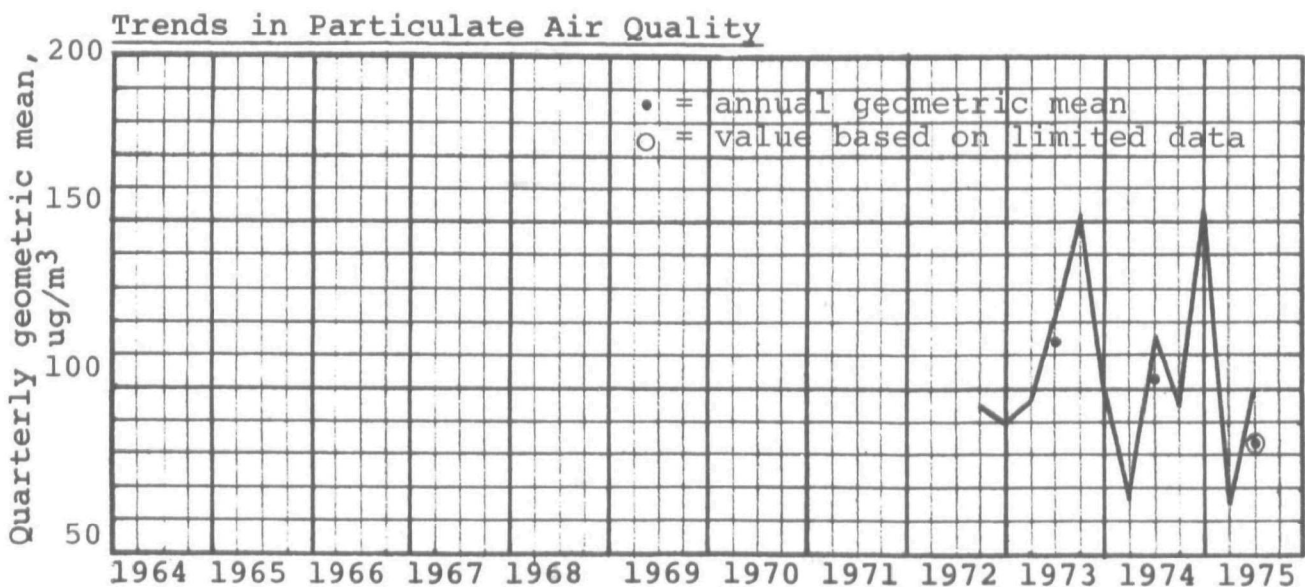 Trends in Particulate Air Quality
200
150
100
50
Quarterly geometric mean,
ug/m3
• = annual geometric mean
⊙ = value based on limited data
1964 1965 1966 1967 1968 1969 1970 1971 1972 1973 1974 1975